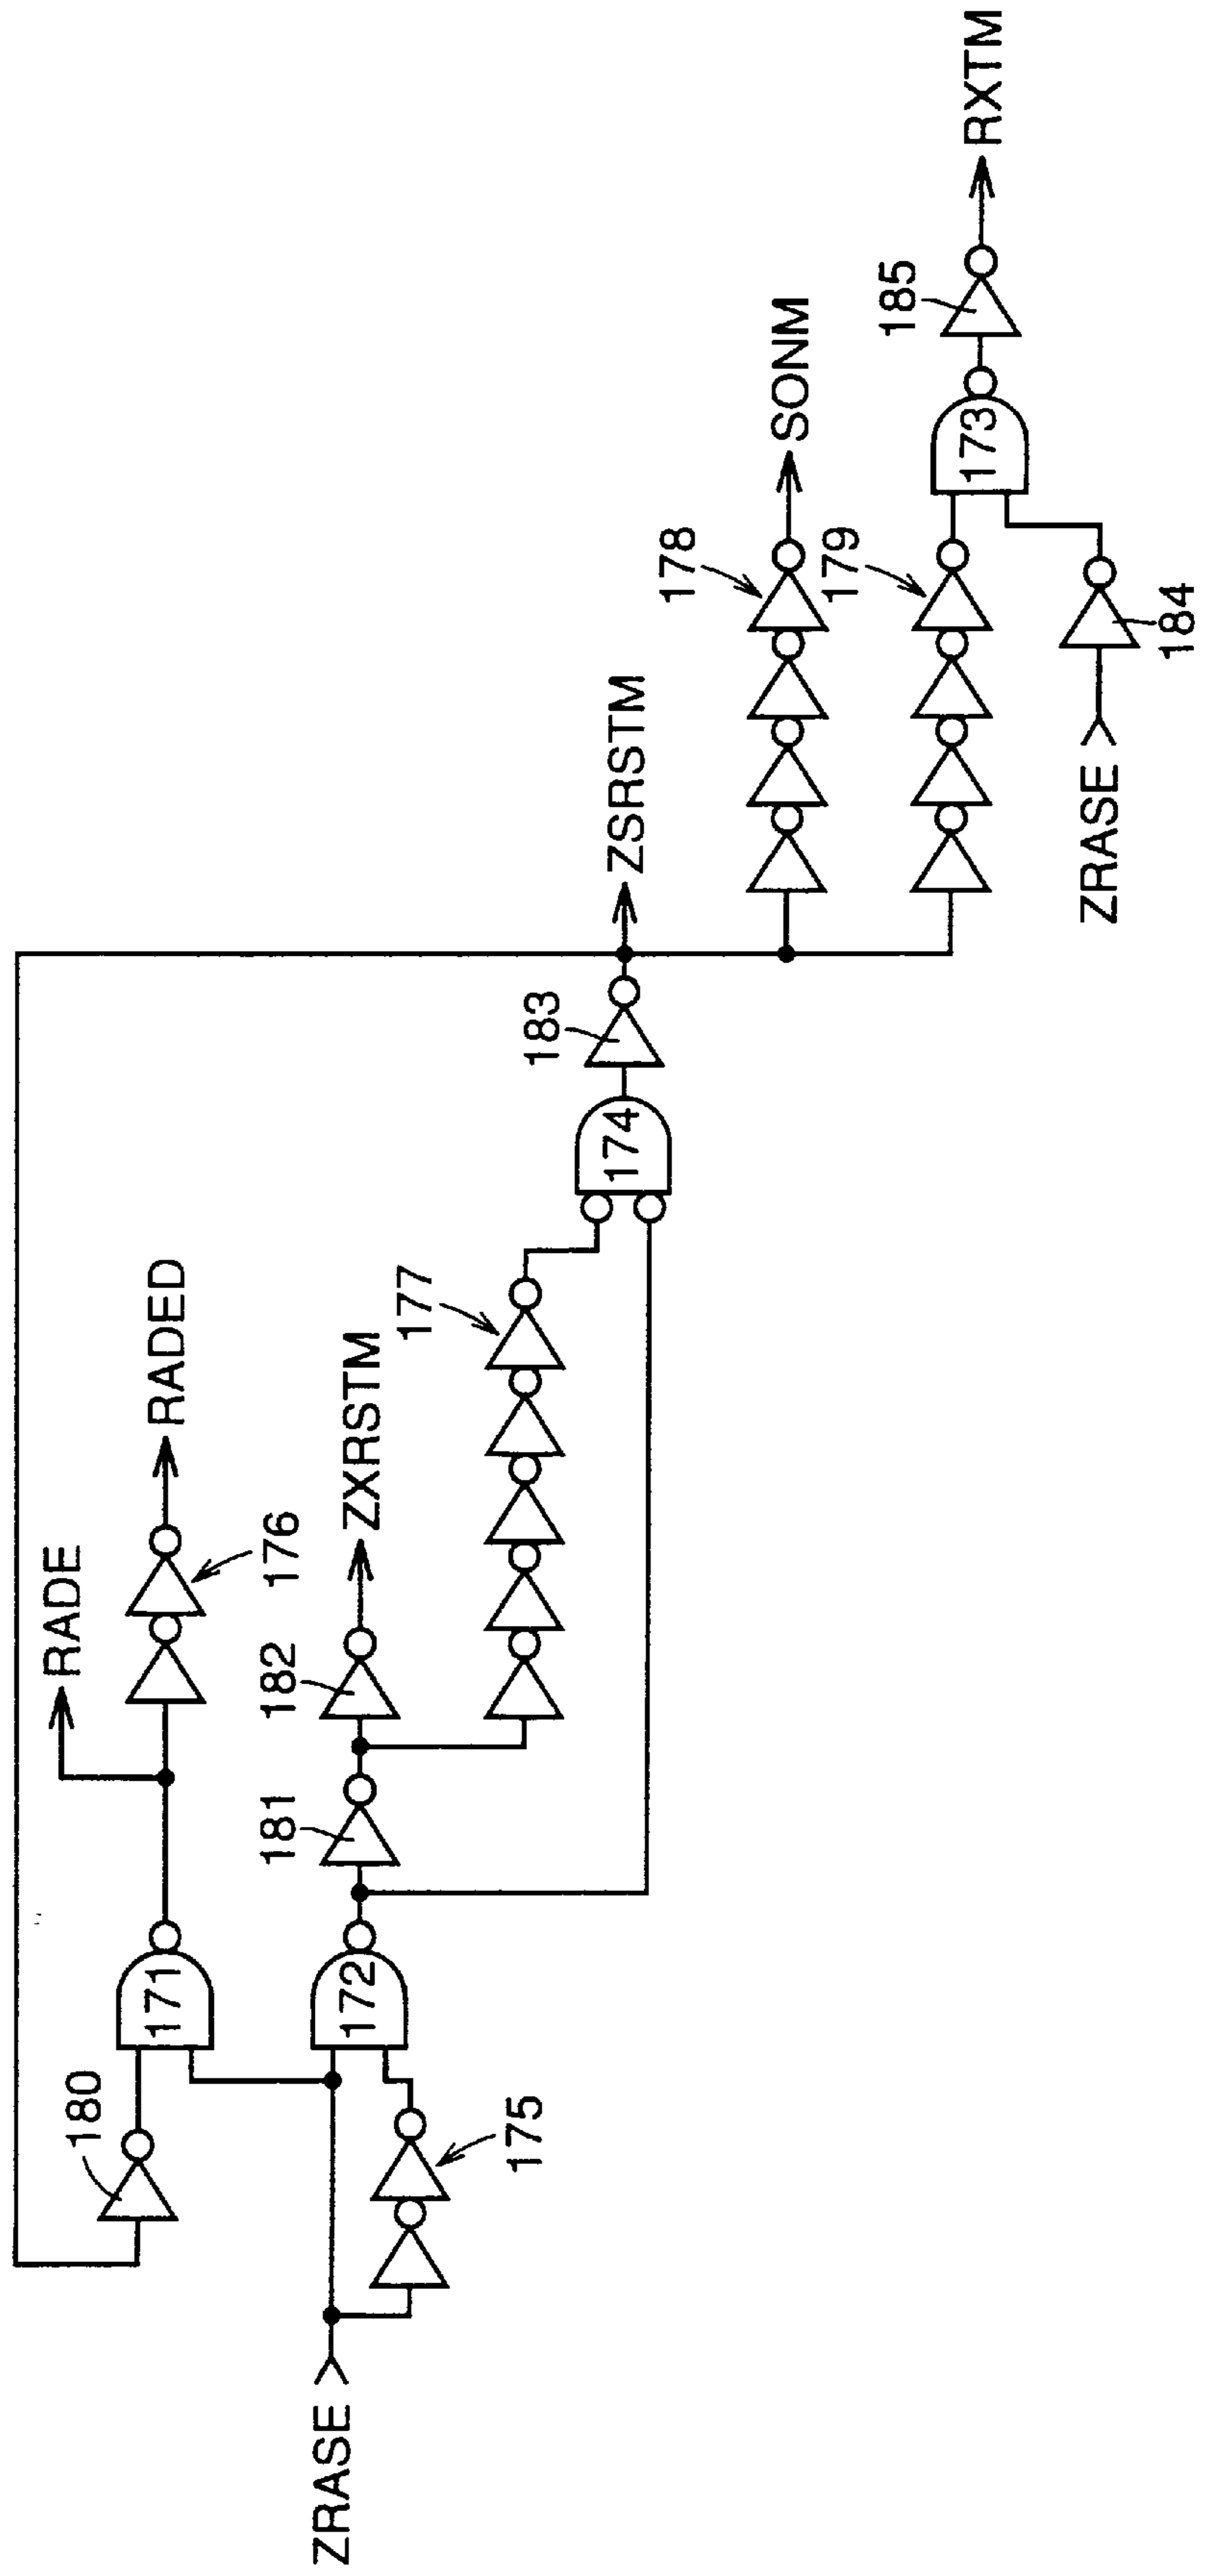 ZRASE
180
171
172
175
RADE
RADED
176
181
182
ZXRSTM
177
174
183
ZSRSTM
178
SONM
179
ZRASE
184
173
185
RXTM